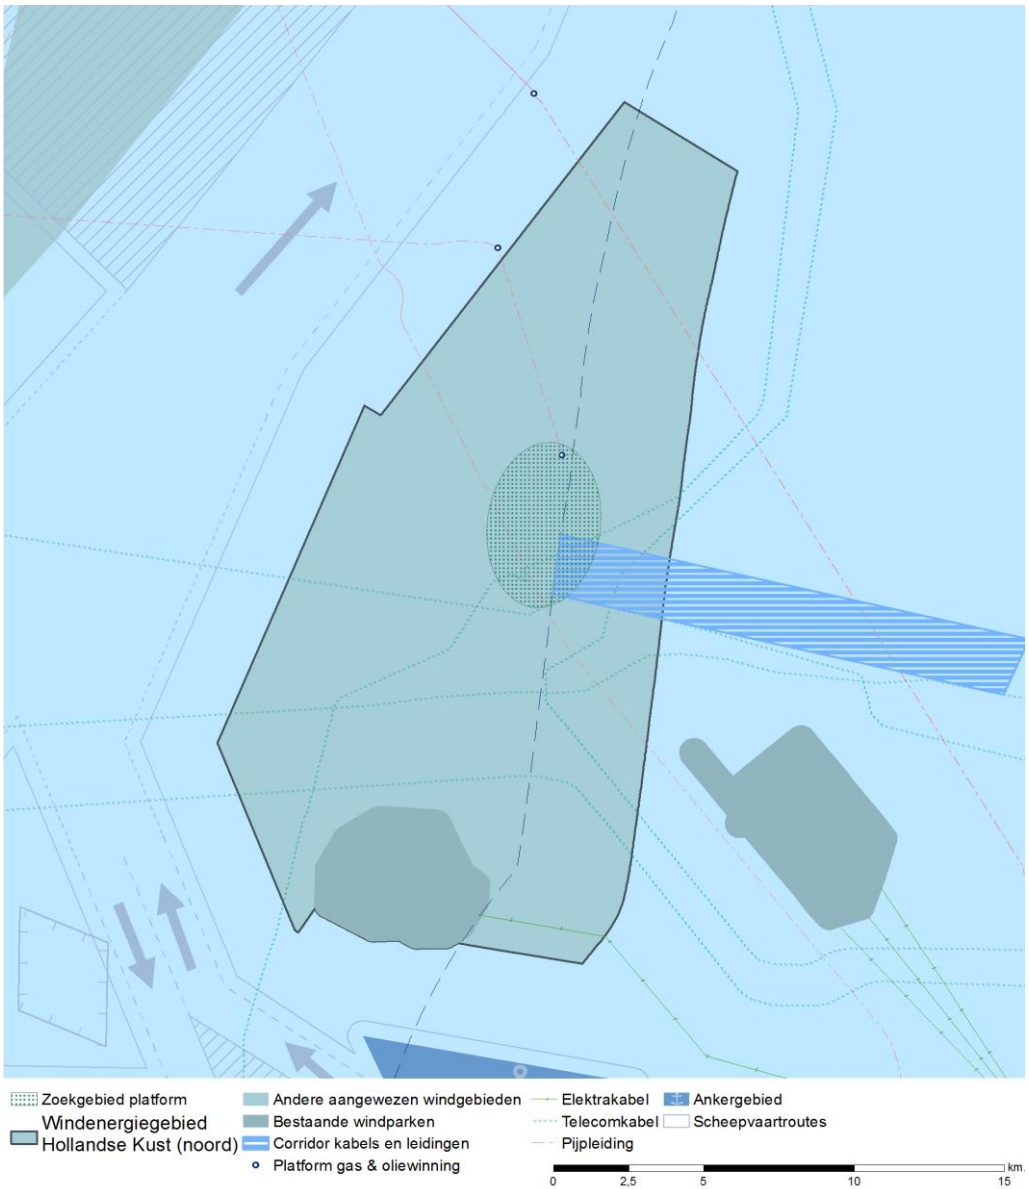 Zoekgebied platform
Windenergiegebied
Hollandse Kust (noord)
Andere aangewezen windgebieden
Bestaande windparken
Corridor kabels en leidingen
Platform gas & oliewinning
Elektrakabel
Telecomkabel
Pijpleiding
Ankergebied
Scheepvaartroutes
km.
0 2,5 5 10 15